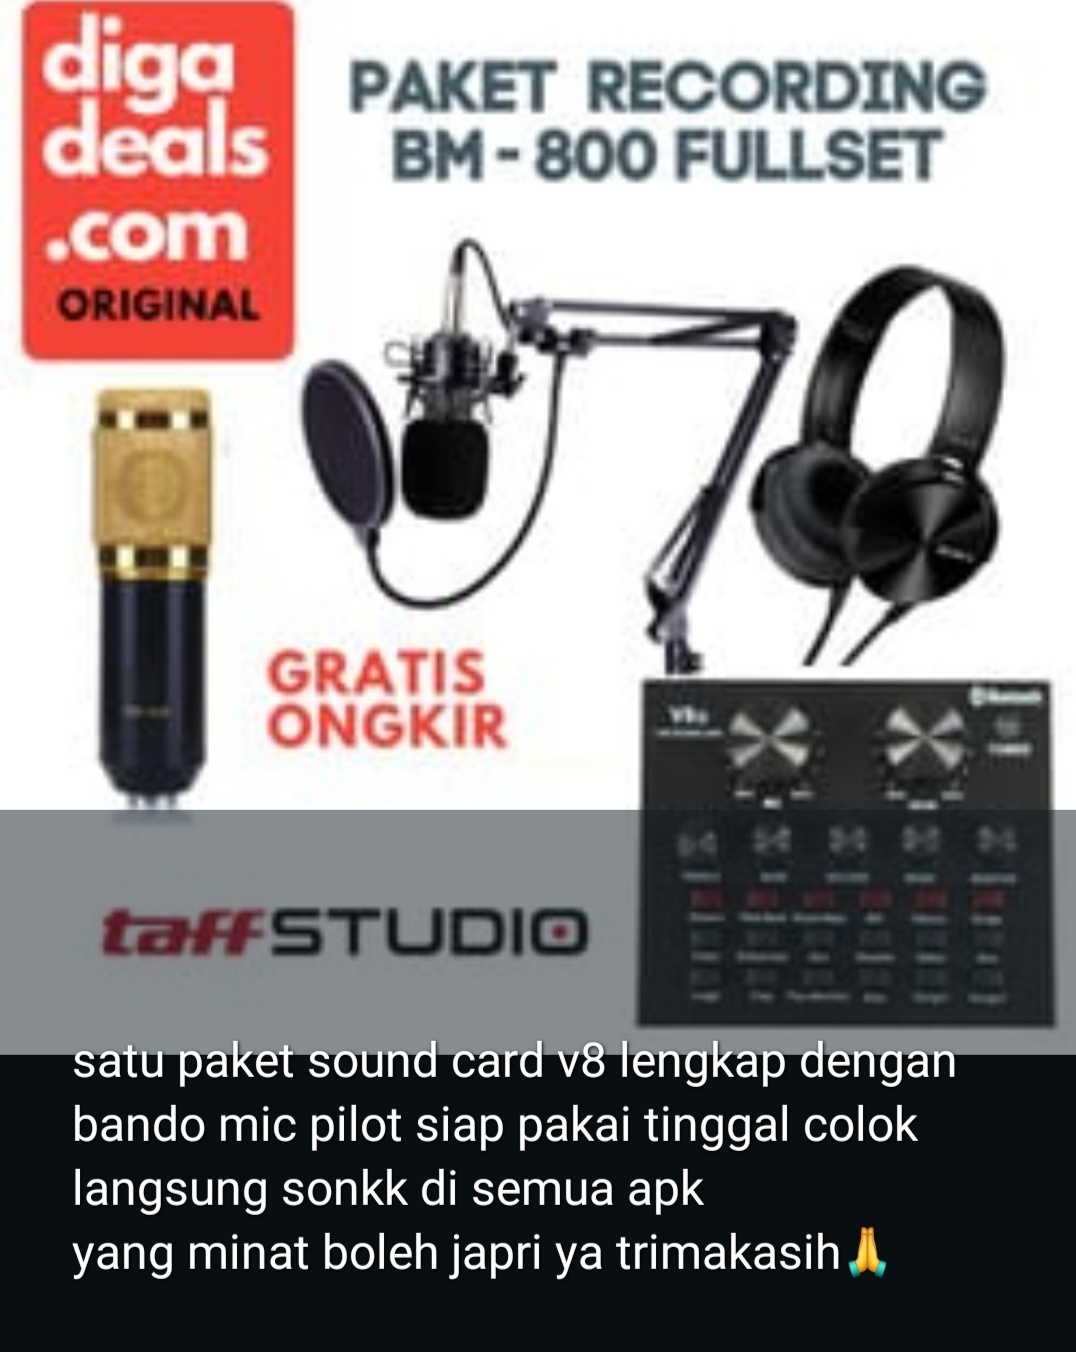 diga
deals
.com
ORIGINAL
PAKET RECORDING
BM - 800 FULLSET
GRATIS
ONGKIR
taffSTUDIO
satu paket sound card v8 lengkap dengan
bando mic pilot siap pakai tinggal colok
langsung sonkk di semua apk
yang minat boleh japri ya trimakasih🙏